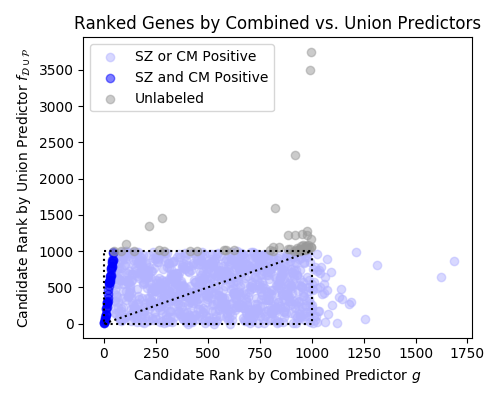 Ranked Genes by Combined vs. Union Predictors
SZ or CM Positive
SZ and CM Positive
Unlabeled
Candidate Rank by Union Predictor f_{𝒟∪𝒫}
3500
3000
2500
2000
1500
1000
500
0
0
250
500
750
1000
1250
1500
1750
Candidate Rank by Combined Predictor g